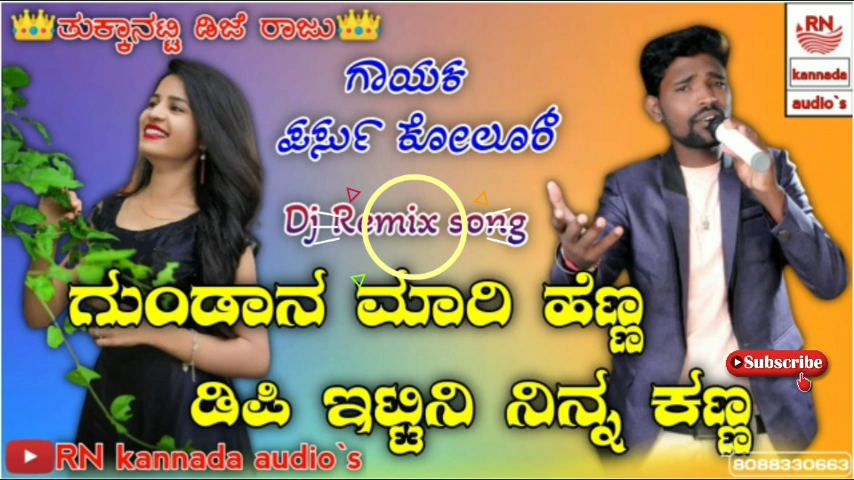 👑ತುಕ್ಕಾನಟ್ಟಿ ಡಿಜೆ ರಾಜು👑
RN
kannada
audio`s
ಗಾಯಕ
ಪರ್ಸು ಕೋಲೂರ್
Dj Remix song
ಗುಂಡಾನ ಮಾರಿ ಹೆಣ್ಣ
Subscribe
ಡಿಪಿ ಇಟ್ಟಿನಿ ನಿನ್ನ ಕಣ್ಣ
RN kannada audio`s
8088330663